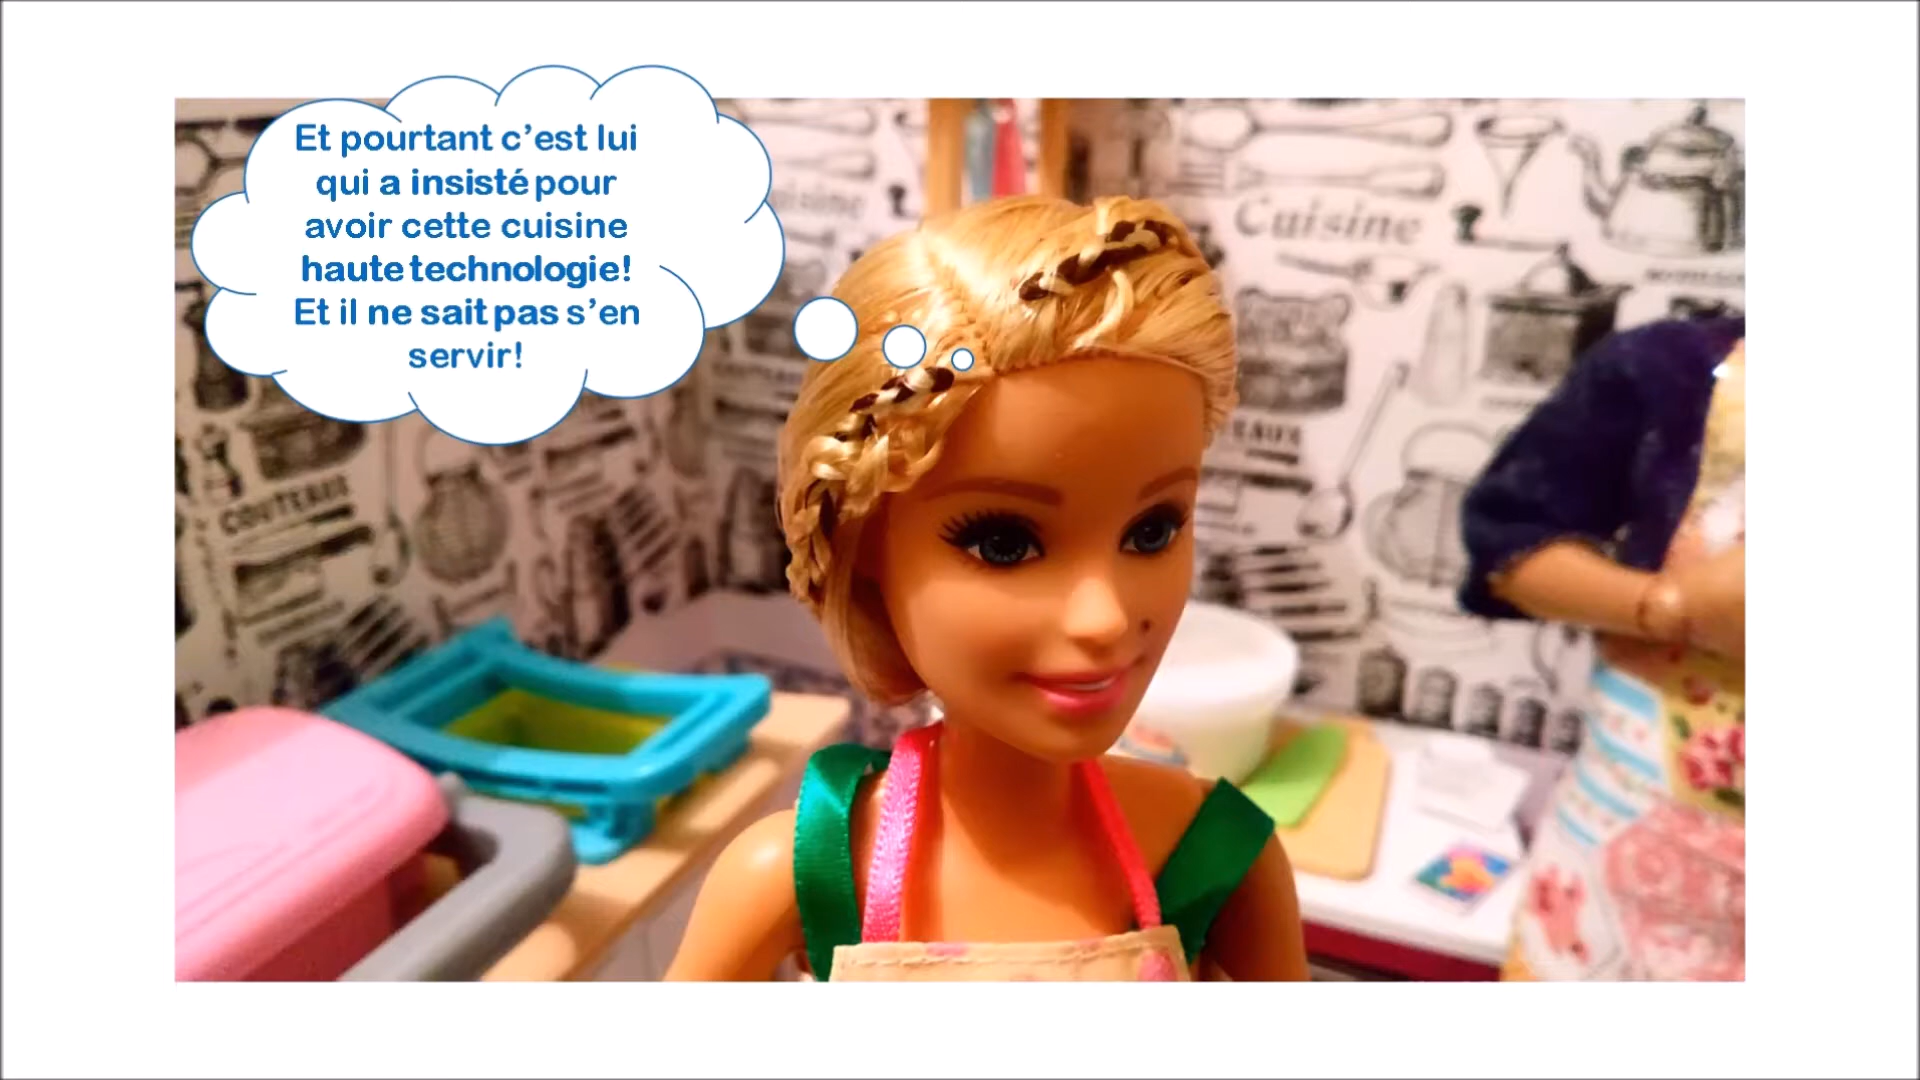 Et pourtant c’est lui
qui a insisté pour
avoir cette cuisine
haute technologie!
Et il ne sait pas s’en
servir!
Cuisine
COUTEAUX